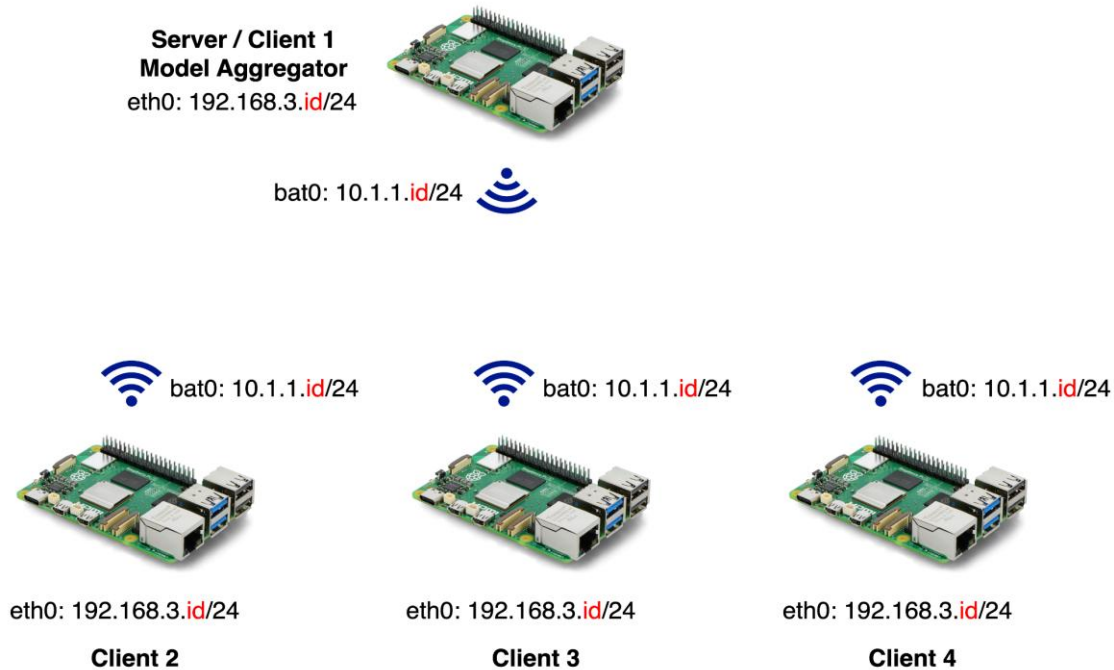 Server / Client 1
Model Aggregator
eth0: 192.168.3.id/24
bat0: 10.1.1.id/24
bat0: 10.1.1.id/24
bat0: 10.1.1.id/24
bat0: 10.1.1.id/24
eth0: 192.168.3.id/24
eth0: 192.168.3.id/24
eth0: 192.168.3.id/24
Client 2
Client 3
Client 4